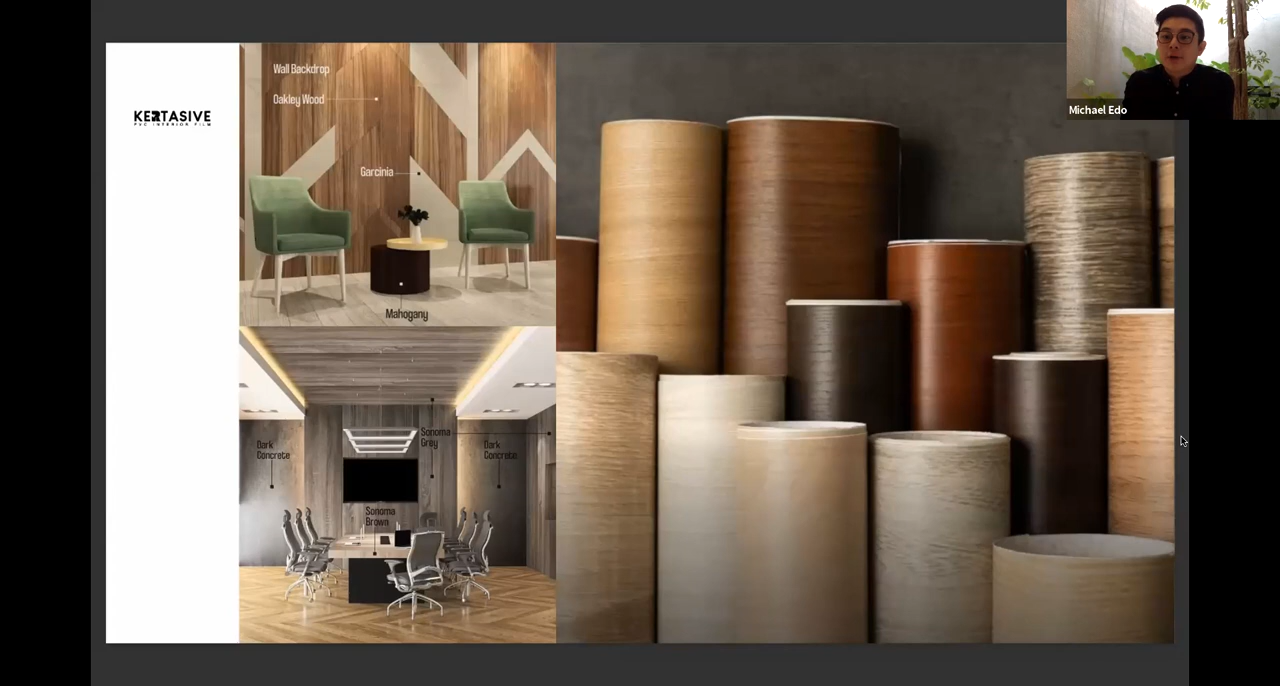 KERTASIVE
PVC INTERIOR FILM
Wall Backdrop
Oakley Wood
Garcinia
Mahogany
Sonoma
Grey
Dark
Concrete
Dark
Concrete
Sonoma
Brown
Michael Edo